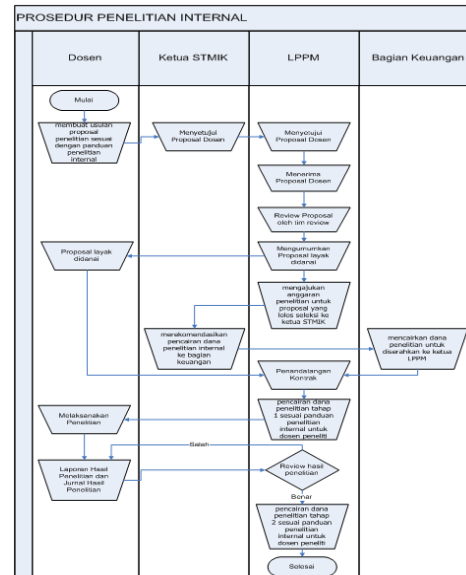 PROSEDUR PENELITIAN INTERNAL
Dosen
Ketua STMIK
LPPM
Bagian Keuangan
Mulai
membuat usulan
proposal
penelitian sesuai
dengan panduan
penelitian
internal
Menyetujui
Proposal Dosen
Menyetujui
Proposal Dosen
Menerima
Proposal Dosen
Review Proposal
oleh tim review
Proposal layak
didanai
Mengumumkan
Proposal layak
didanai
mengajukan
anggaran
penelitian untuk
proposal yang
lolos seleksi ke
ketua STMIK
merekomendasikan
pencairan dana
penelitian internal
ke bagian
keuangan
mencairkan dana
penelitian untuk
diserahkan ke ketua
LPPM
Penandatangan
Kontrak
Melaksanakan
Penelitian
pencairan dana
penelitian tahap
1 sesuai panduan
penelitian
internal untuk
dosen peneliti
Salah
Laporan Hasil
Penelitian dan
Jurnal Hasil
Penelitian
Review hasil
penelitian
Benar
pencairan dana
penelitian tahap
2 sesuai panduan
penelitian
internal untuk
dosen peneliti
Selesai